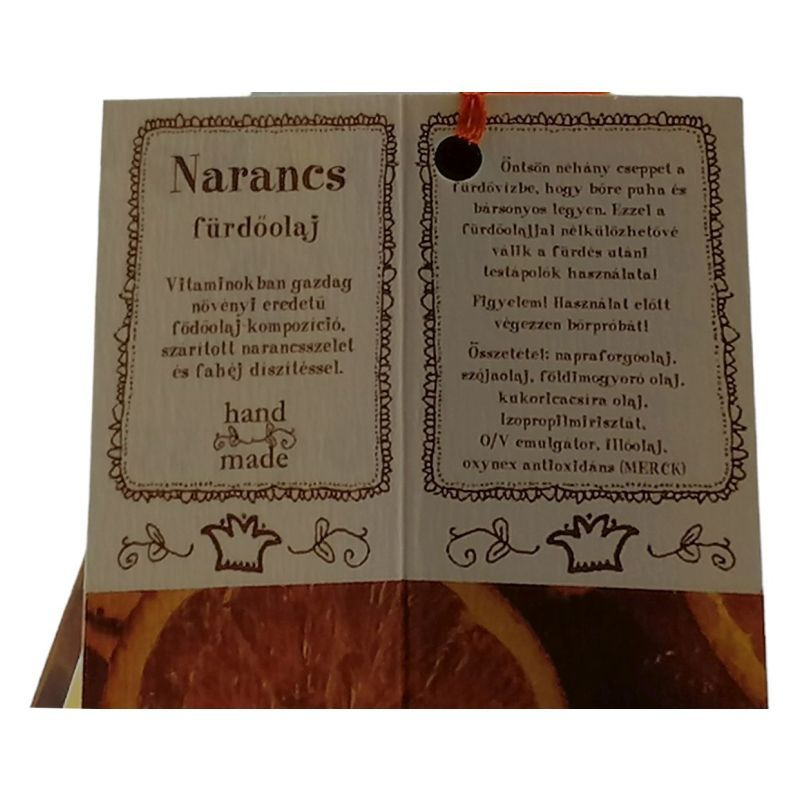 Narancs
fürdőolaj
Vitaminokban gazdag
növényi eredetű
födőolaj-kompozíció,
szárított narancsszelet
és fahéj díszítéssel.
hand
made
Öntsön néhány cseppet a
fürdővízbe, hogy bőre puha és
bársonyos legyen. Ezzel a
fürdőolajjal nélkülözhetővé
válik a fürdés utáni
testápolók használata!
Figyelem! Használat előtt
végezzen bőrpróbát!
Összetétel: napraforgóolaj,
szójaolaj, földimogyoró olaj,
kukoricacsíra olaj,
izopropilmirisztát,
O/V emulgátor, illóolaj,
oxynex antioxidáns (MERCK)